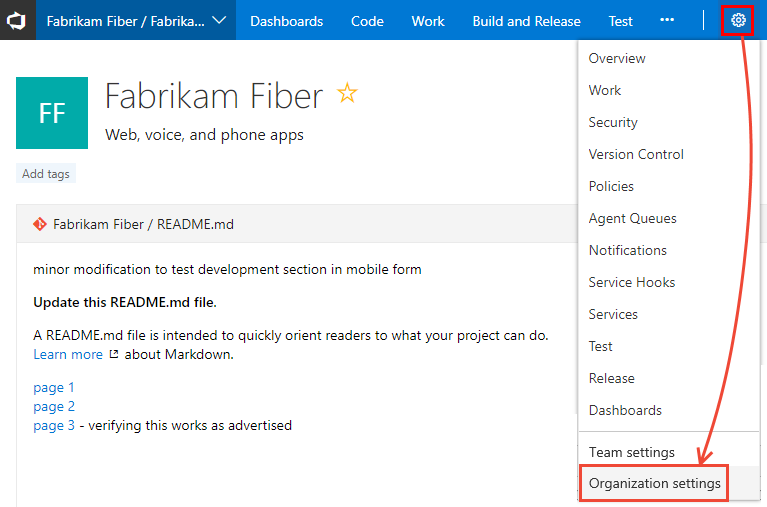 Fabrikam Fiber / Fabrika... Dashboards Code Work Build and Release Test ···
FF
Fabrikam Fiber
Web, voice, and phone apps
Add tags
Fabrikam Fiber / README.md
minor modification to test development section in mobile form
Update this README.md file.
A README.md file is intended to quickly orient readers to what your project can do.
Learn more about Markdown.
page 1
page 2
page 3 - verifying this works as advertised
Overview
Work
Security
Version Control
Policies
Agent Queues
Notifications
Service Hooks
Services
Test
Release
Dashboards
Team settings
Organization settings